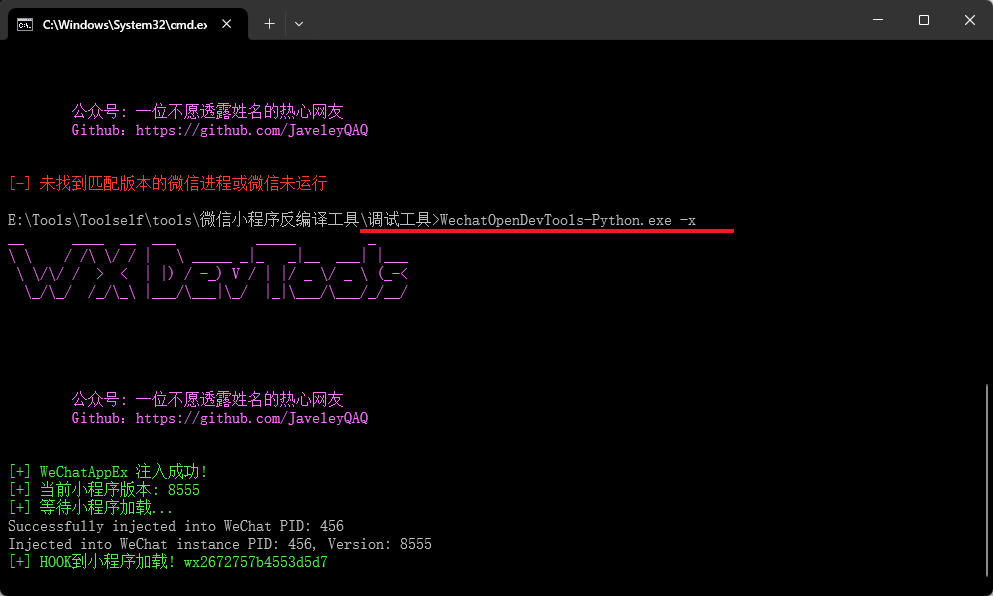 C:\Windows\System32\cmd.ex
公众号: 一位不愿透露姓名的热心网友
Github: https://github.com/JaveleyQAQ
[-] 未找到匹配版本的微信进程或微信未运行
E:\Tools\Toolself\tools\微信小程序反编译工具\调试工具>WechatOpenDevTools-Python.exe -x
WX DevTools
公众号: 一位不愿透露姓名的热心网友
Github: https://github.com/JaveleyQAQ
[+] WeChatAppEx 注入成功!
[+] 当前小程序版本: 8555
[+] 等待小程序加载...
Successfully injected into WeChat PID: 456
Injected into WeChat instance PID: 456, Version: 8555
[+] HOOK到小程序加载! wx2672757b4553d5d7